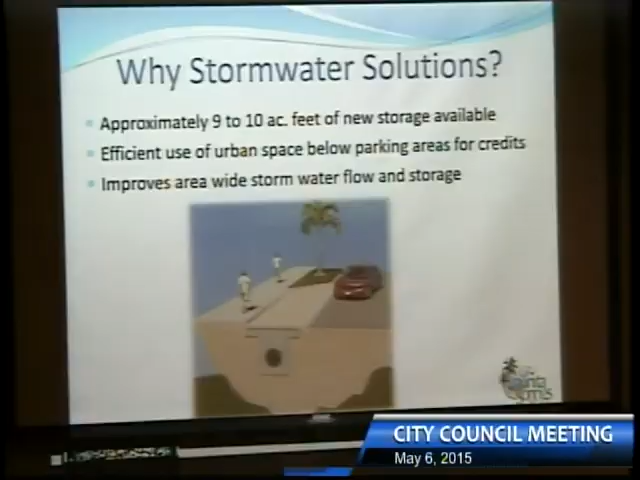 Why Stormwater Solutions?
Approximately 9 to 10 ac. feet of new storage available
Efficient use of urban space below parking areas for credits
Improves area wide storm water flow and storage
CITY COUNCIL MEETING
May 6, 2015